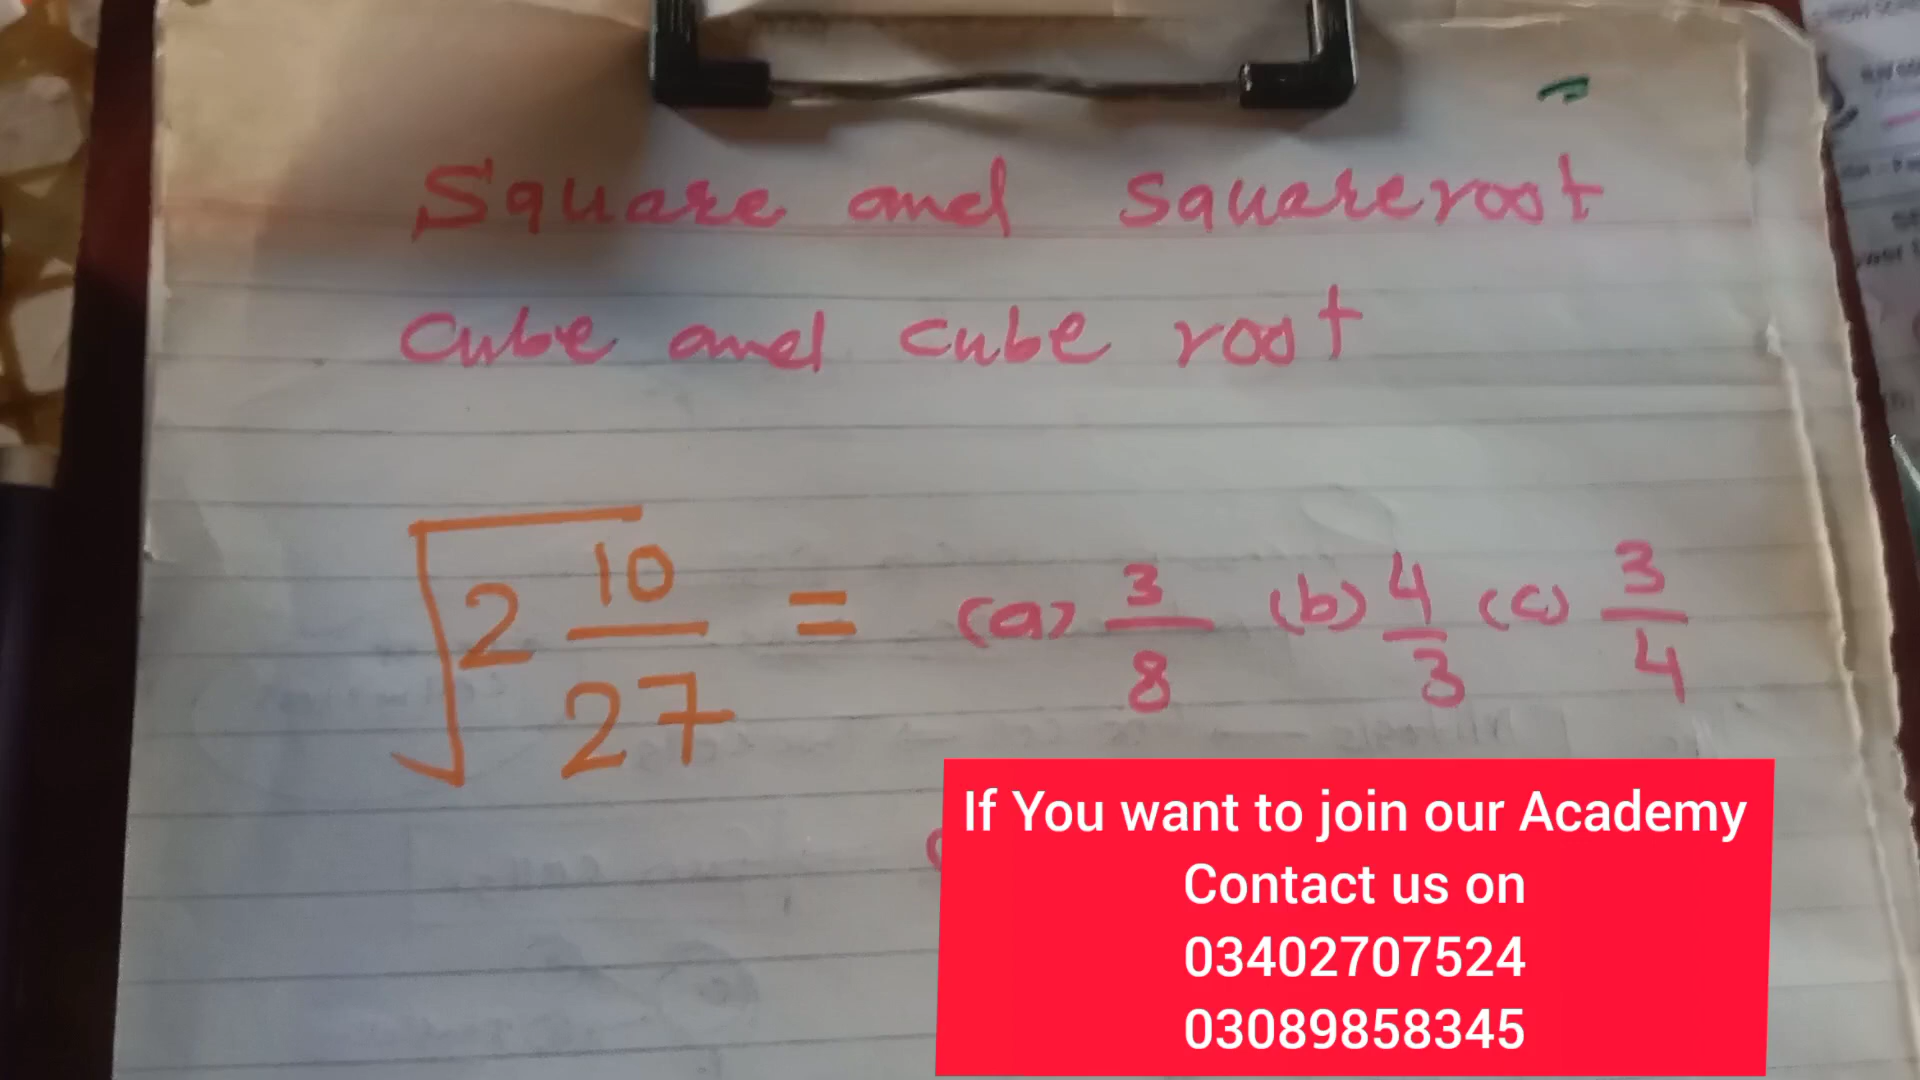 Square and squareroot
Cube and cube root
√2 10/27 = (a) 3/8 (b) 4/3 (c) 3/4
If You want to join our Academy
Contact us on
03402707524
03089858345